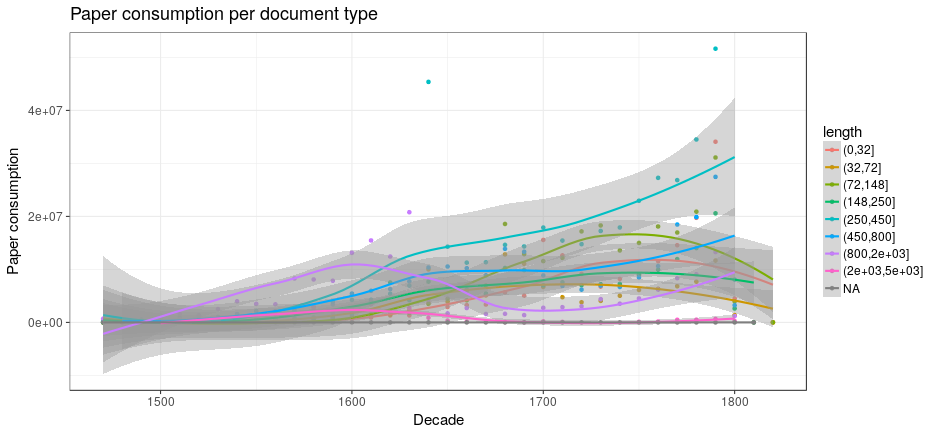 Paper consumption per document type
Paper consumption
4e+07
2e+07
0e+00
1500
1600
1700
1800
Decade
length
(0,32]
(32,72]
(72,148]
(148,250]
(250,450]
(450,800]
(800,2e+03]
(2e+03,5e+03]
NA